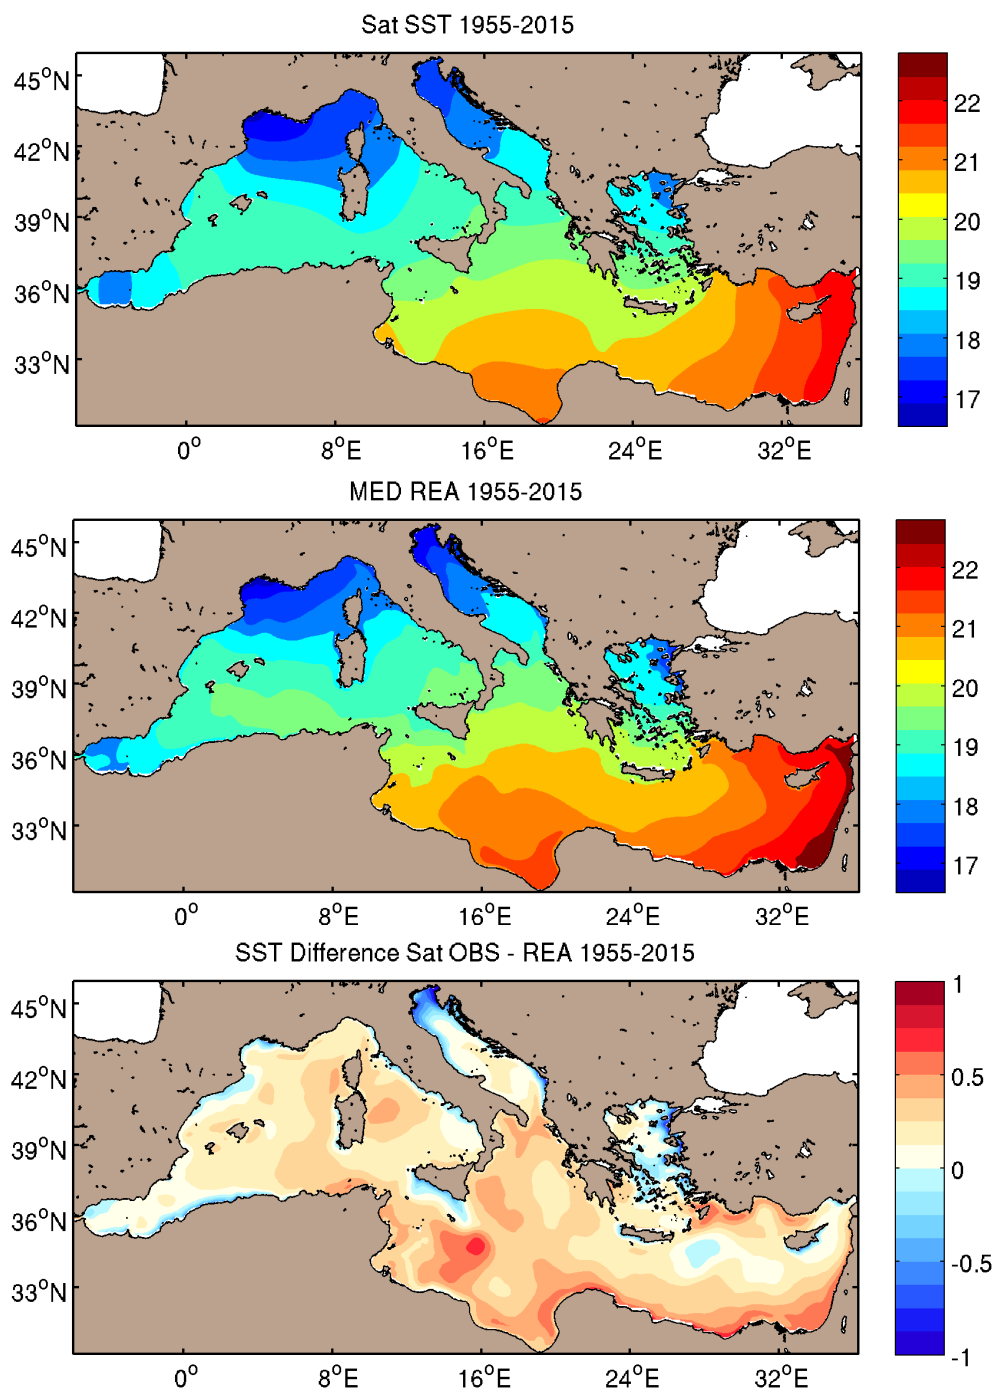 Sat SST 1955-2015
45°N
42°N
39°N
36°N
33°N
0°
8°E
16°E
24°E
32°E
22
21
20
19
18
17
MED REA 1955-2015
45°N
42°N
39°N
36°N
33°N
0°
8°E
16°E
24°E
32°E
22
21
20
19
18
17
SST Difference Sat OBS - REA 1955-2015
45°N
42°N
39°N
36°N
33°N
0°
8°E
16°E
24°E
32°E
1
0.5
0
-0.5
-1